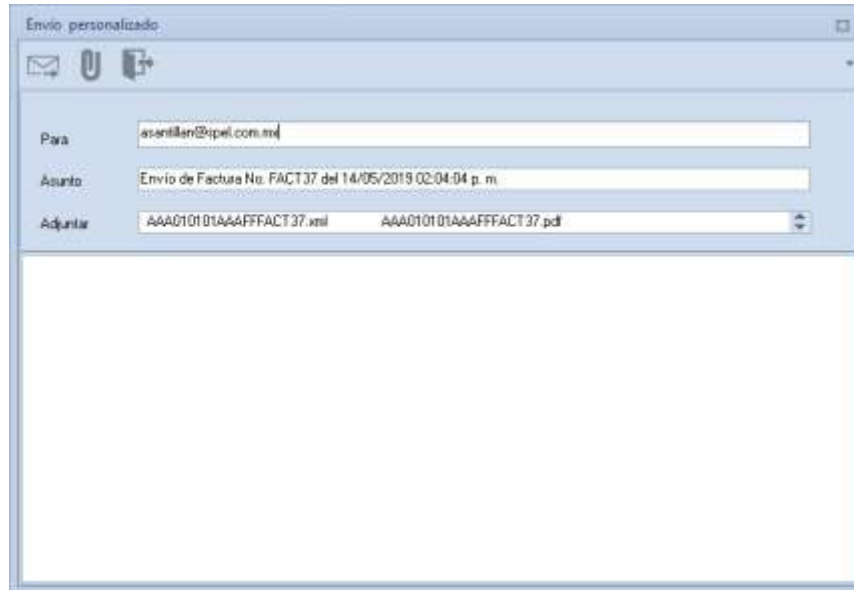 Envío personalizado
Para
asantillan@spel.com.mx
Asunto
Envío de Factura No. FACT37 del 14/05/2019 02:04:04 p. m.
Adjuntar
AAA010101AAAFFFACT37.xml AAA010101AAAFFFACT37.pdf